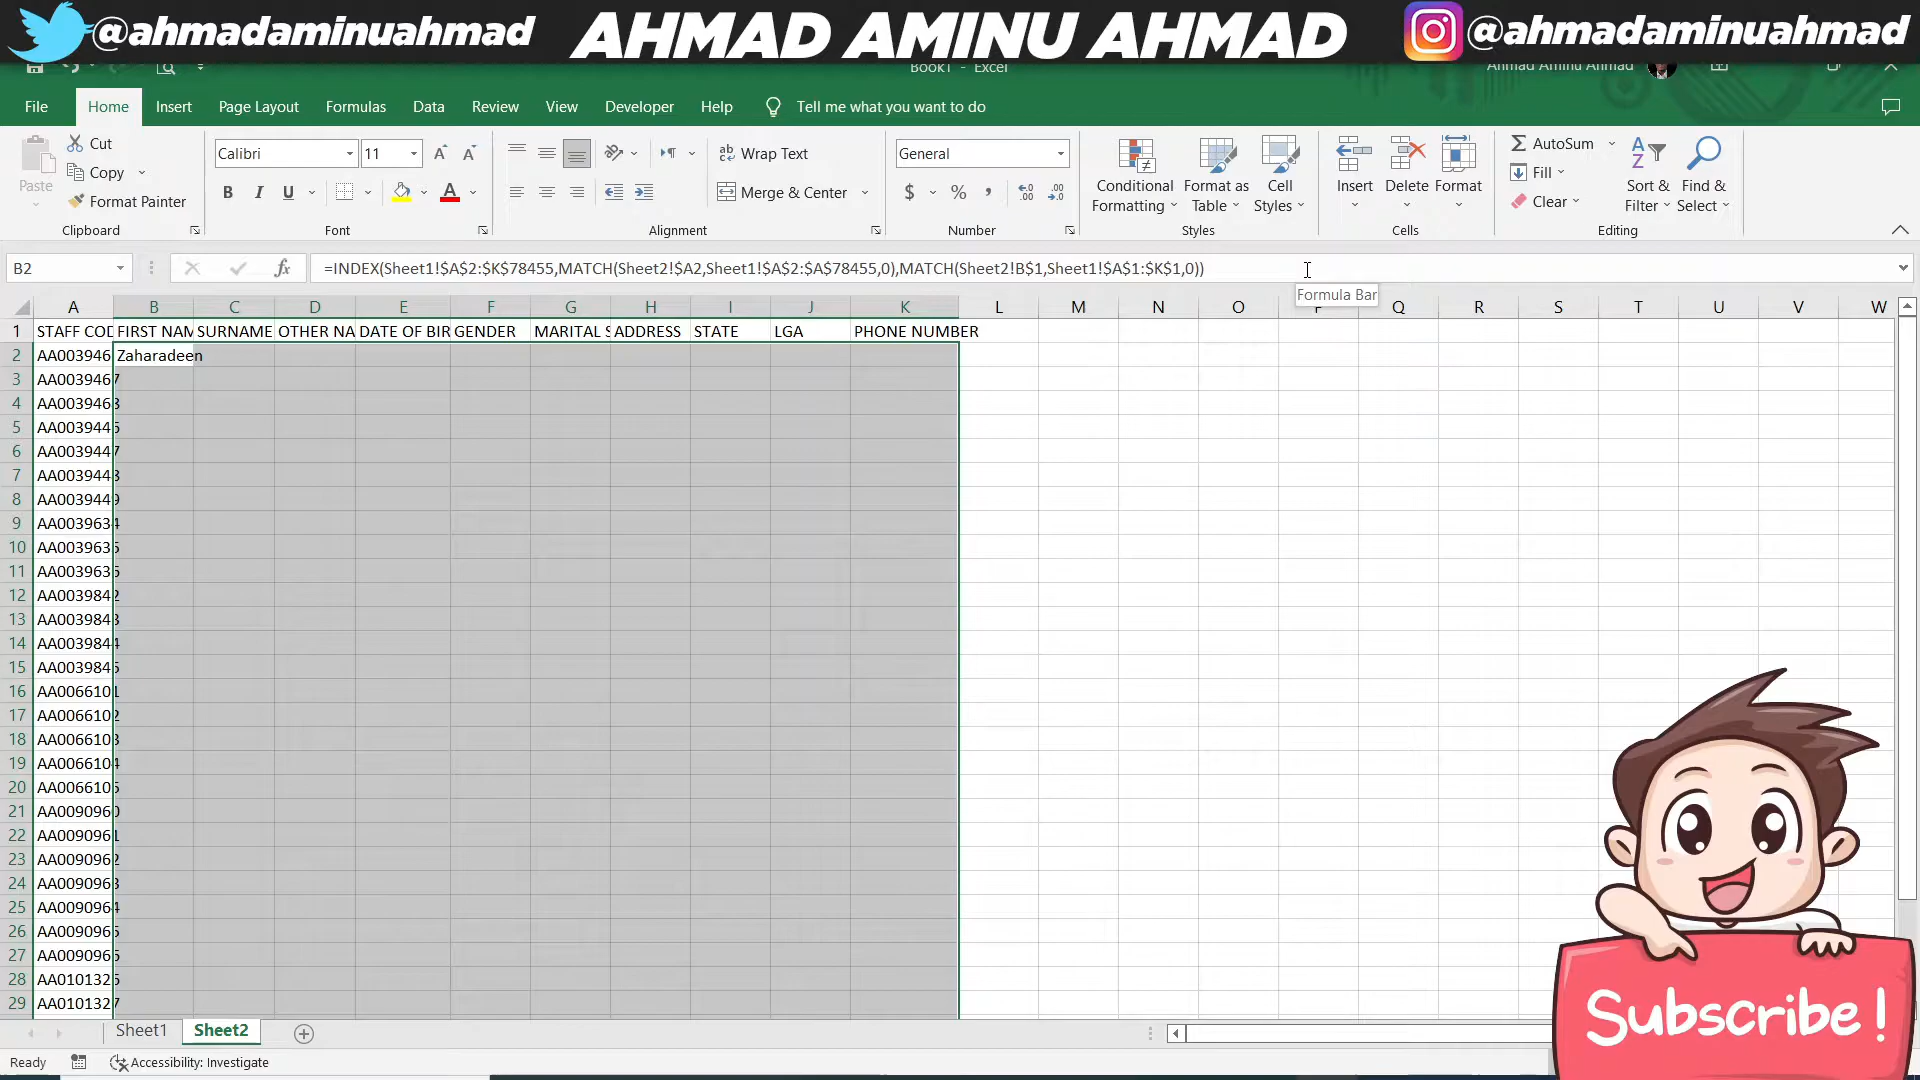 @ahmadaminuahmad AHMAD AMINU AHMAD @ahmadaminuahmad
Book1 - Excel Ahmad Aminu Ahmad
File Home Insert Page Layout Formulas Data Review View Developer Help Tell me what you want to do
Paste Cut Copy Format Painter
Calibri 11
B I U A
Wrap Text
Merge & Center
General
$ %
Conditional Formatting
Format as Table
Cell Styles
Insert Delete Format
AutoSum
Fill
Clear
Sort & Filter
Find & Select
Clipboard Font Alignment Number Styles Cells Editing
B2 fx =INDEX(Sheet1!$A$2:$K$78455,MATCH(Sheet2!$A2,Sheet1!$A$2:$A$78455,0),MATCH(Sheet2!B$1,Sheet1!$A$1:$K$1,0))
Formula Bar
A B C D E F G H I J K L M N O P Q R S T U V W
1 STAFF COD FIRST NAM SURNAME OTHER NA DATE OF BIR GENDER MARITAL S ADDRESS STATE LGA PHONE NUMBER
2 AA003946 Zaharadeen
3 AA0039467
4 AA0039468
5 AA0039446
6 AA0039447
7 AA0039448
8 AA0039449
9 AA0039634
10 AA0039635
11 AA0039636
12 AA0039842
13 AA0039843
14 AA0039844
15 AA0039845
16 AA0066101
17 AA0066102
18 AA0066103
19 AA0066104
20 AA0066105
21 AA0090960
22 AA0090961
23 AA0090962
24 AA0090963
25 AA0090964
26 AA0090965
27 AA0090966
28 AA0101326
29 AA0101327
Subscribe!
Sheet1 Sheet2
Ready Accessibility: Investigate